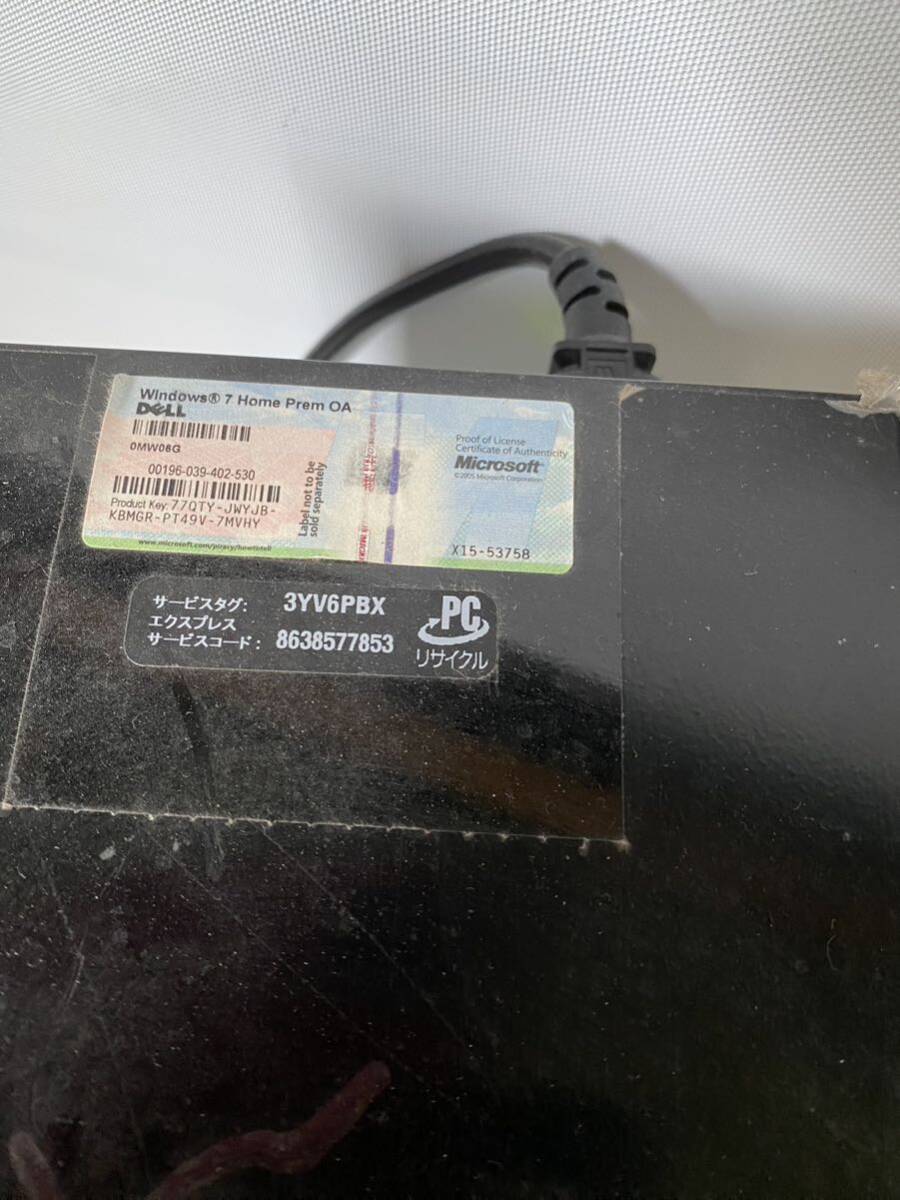 Windows® 7 Home Prem OA
DELL
0MW08G
00196-039-402-530
Product Key: 77QTY-JWYJB-
KBMGR-PT49V-7MVHY
www.microsoft.com/piracy/howtotell
Label not to be
sold separately
Proof of License
Certificate of Authenticity
Microsoft
©2005 Microsoft Corporation
X15-53758
サービスタグ: 3YV6PBX
エクスプレス
サービスコード: 8638577853
PC
リサイクル